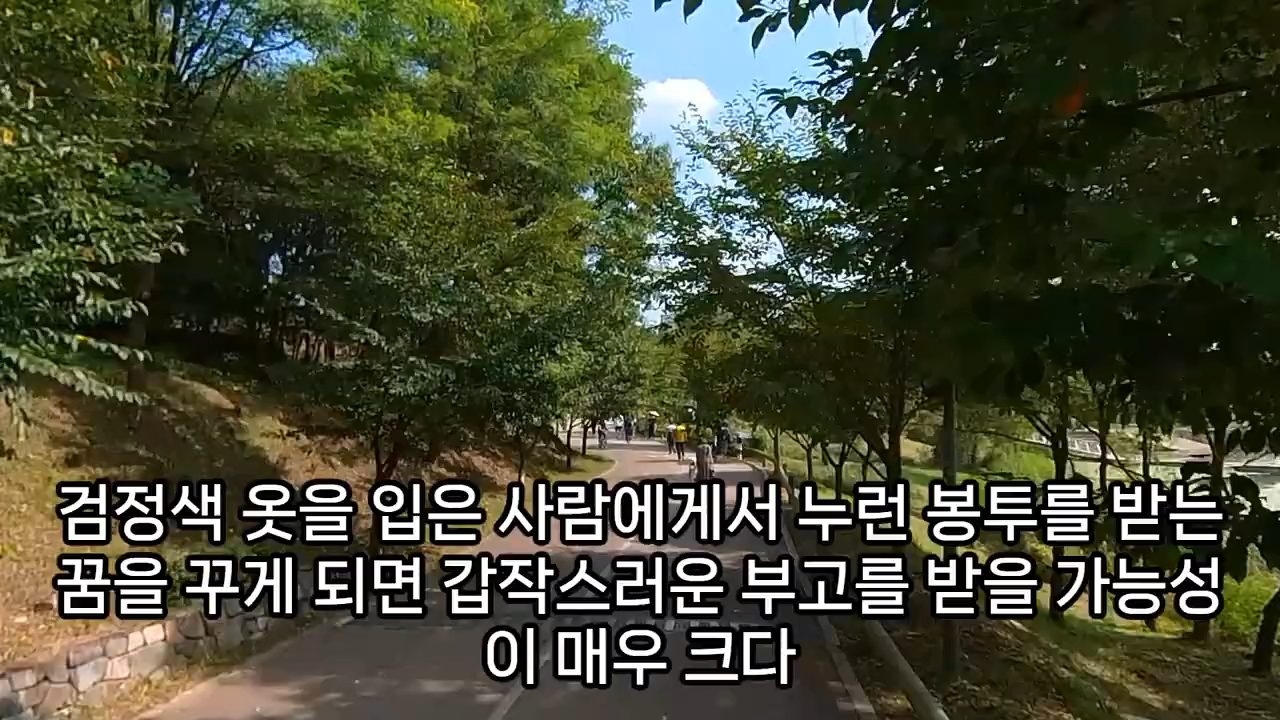 검정색 옷을 입은 사람에게서 누런 봉투를 받는
꿈을 꾸게 되면 갑작스러운 부고를 받을 가능성
이 매우 크다